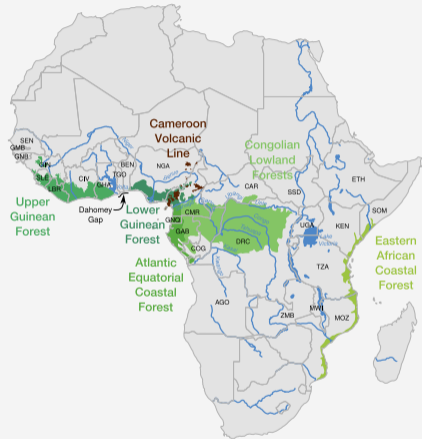 Cameroon
Volcanic
Line
Congolian
Lowland
Forests
SEN
GMB
GNB
GIN
SLE
LBR
CIV
GHA
TGO
BEN
NGA
CAR
SSD
ETH
SOM
Upper
Guinean
Forest
Dahomey
Gap
Lower
Guinean
Forest
Atlantic
Equatorial
Coastal
Forest
CMR
GNQ
GAB
COG
DRC
UGA
KEN
TZA
Eastern
African
Coastal
Forest
AGO
ZMB
MWI
MOZ